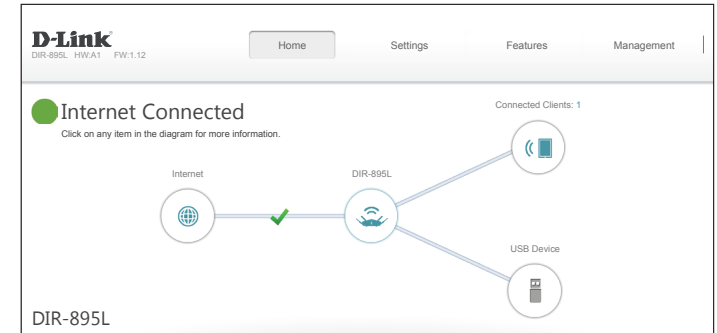 D-Link
DIR-895L HW:A1 FW:1.12
Home
Settings
Features
Management
Internet Connected
Click on any item in the diagram for more information.
Connected Clients: 1
Internet
DIR-895L
USB Device
DIR-895L